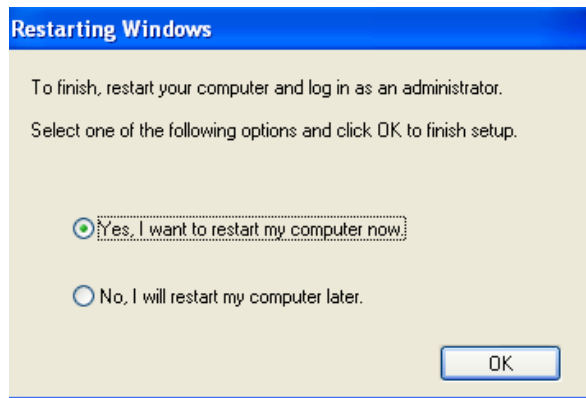 Restarting Windows
To finish, restart your computer and log in as an administrator.
Select one of the following options and click OK to finish setup.
Yes, I want to restart my computer now.
No, I will restart my computer later.
OK